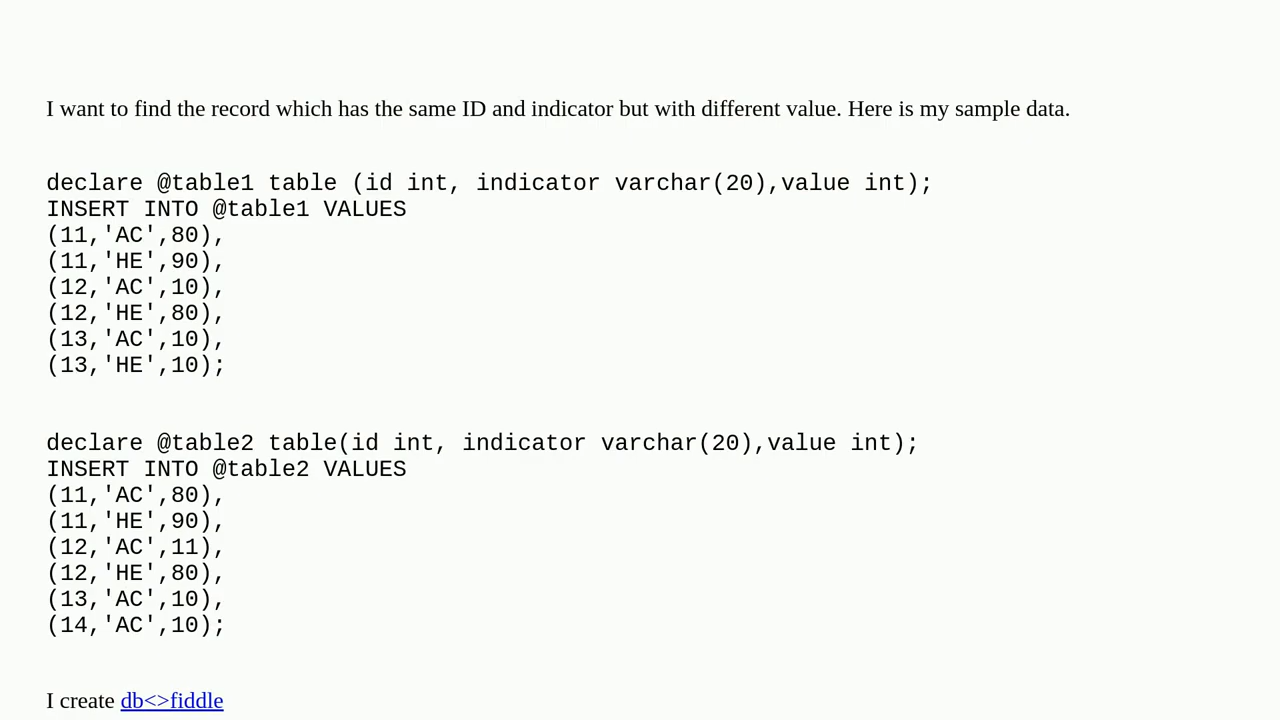 I want to find the record which has the same ID and indicator but with different value. Here is my sample data.
declare @table1 table (id int, indicator varchar(20),value int);
INSERT INTO @table1 VALUES
(11,'AC',80),
(11,'HE',90),
(12,'AC',10),
(12,'HE',80),
(13,'AC',10),
(13,'HE',10);
declare @table2 table(id int, indicator varchar(20),value int);
INSERT INTO @table2 VALUES
(11,'AC',80),
(11,'HE',90),
(12,'AC',11),
(12,'HE',80),
(13,'AC',10),
(14,'AC',10);
I create db<>fiddle